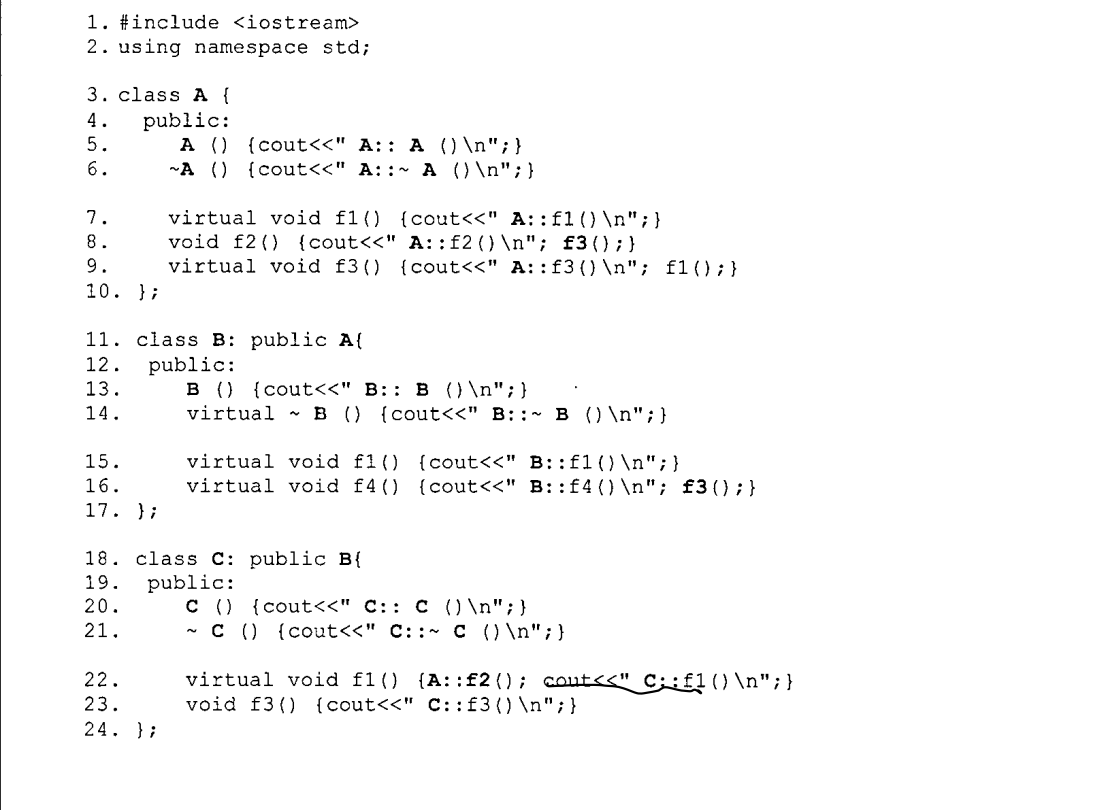 1. #include <iostream>
2. using namespace std;
3. class A {
4. public:
5. A () {cout<<" A:: A ()\n";}
6. ~A () {cout<<" A::~ A ()\n";}
7. virtual void f1() {cout<<" A::f1()\n";}
8. void f2() {cout<<" A::f2()\n"; f3();}
9. virtual void f3() {cout<<" A::f3()\n"; f1();}
10. };
11. class B: public A{
12. public:
13. B () {cout<<" B:: B ()\n";}
14. virtual ~ B () {cout<<" B::~ B ()\n";}
15. virtual void f1() {cout<<" B::f1()\n";}
16. virtual void f4() {cout<<" B::f4()\n"; f3();}
17. };
18. class C: public B{
19. public:
20. C () {cout<<" C:: C ()\n";}
21. ~ C () {cout<<" C::~ C ()\n";}
22. virtual void f1() {A::f2(); cout<<" C::f1()\n";}
23. void f3() {cout<<" C::f3()\n";}
24. };